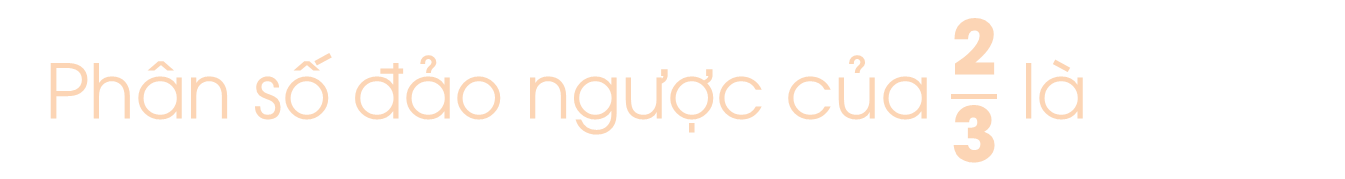 Phân số đảo ngược của 2/3 là